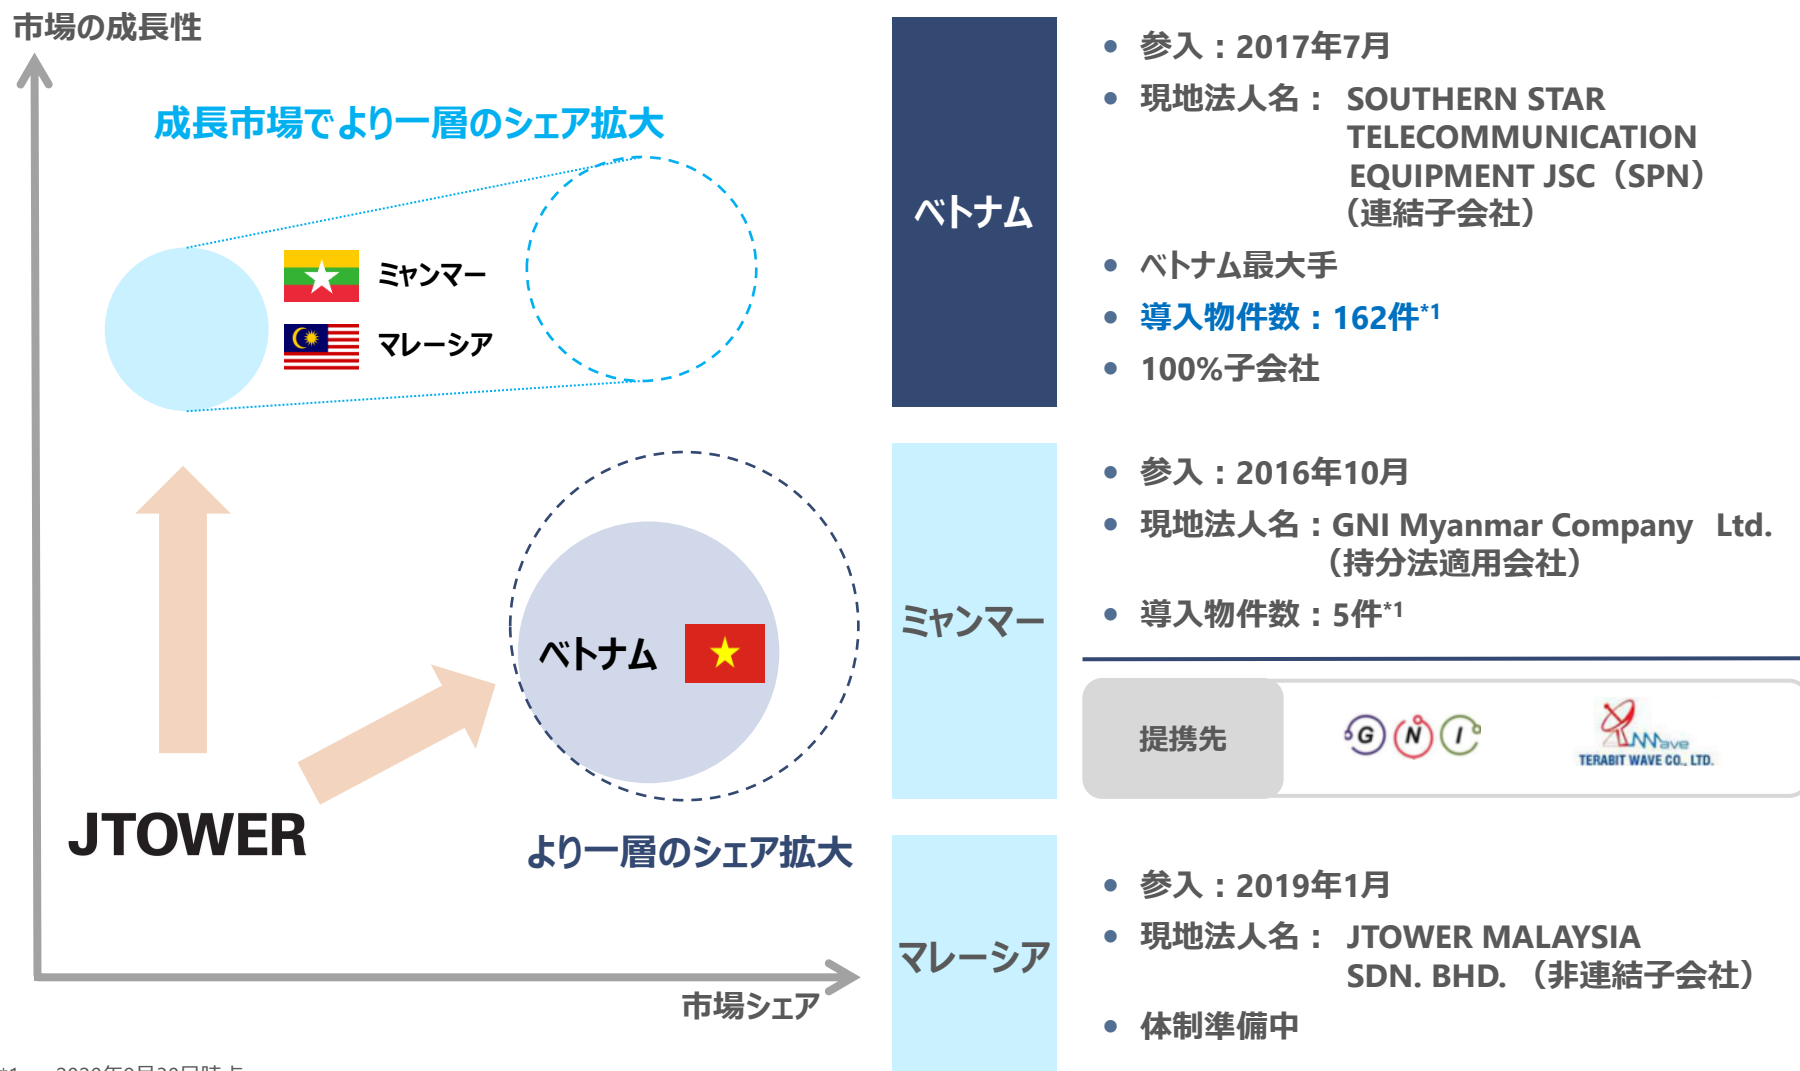 市場の成長性
成長市場でより一層のシェア拡大
ミャンマー
マレーシア
ベトナム
JTOWER
より一層のシェア拡大
市場シェア
ベトナム
• 参入：2017年7月
• 現地法人名： SOUTHERN STAR
TELECOMMUNICATION
EQUIPMENT JSC（SPN）
（連結子会社）
• ベトナム最大手
• 導入物件数：162件*1
• 100%子会社
ミャンマー
• 参入：2016年10月
• 現地法人名：GNI Myanmar Company Ltd.
（持分法適用会社）
• 導入物件数：5件*1
提携先
GNI
Wave
TERABIT WAVE CO., LTD.
マレーシア
• 参入：2019年1月
• 現地法人名： JTOWER MALAYSIA
SDN. BHD. （非連結子会社）
• 体制準備中